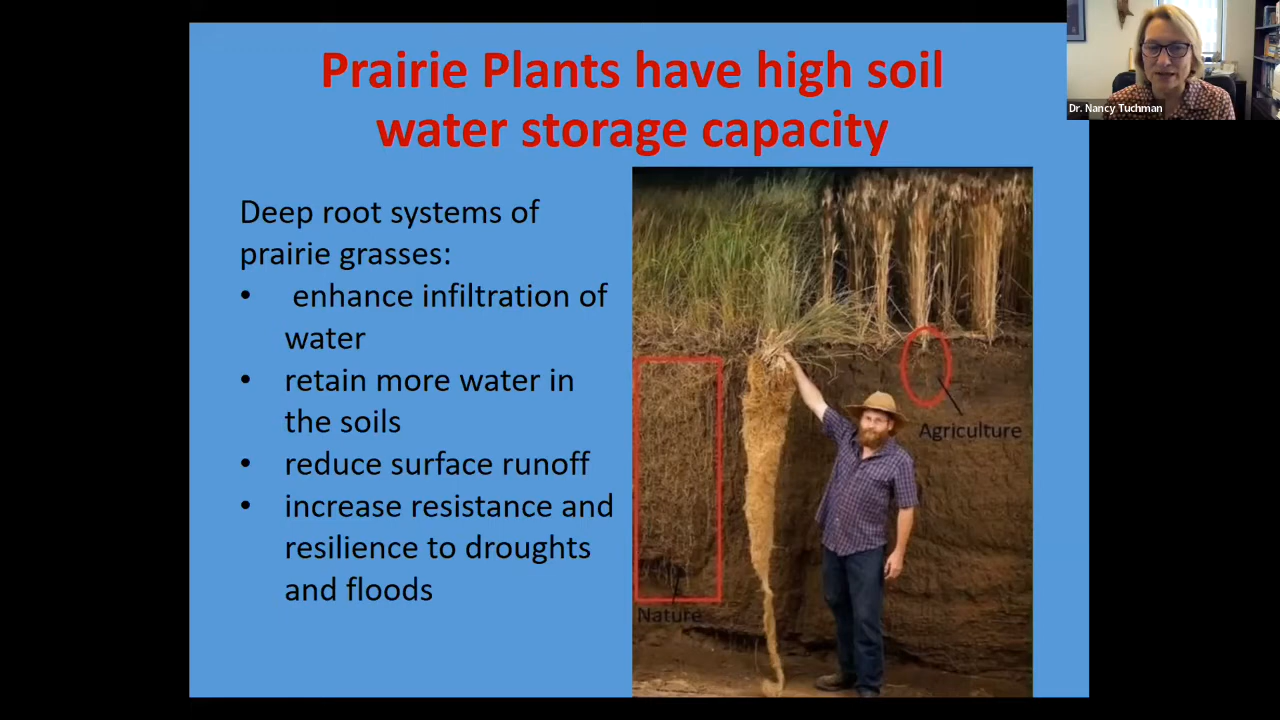 Prairie Plants have high soil
water storage capacity
Dr. Nancy Tuchman
Deep root systems of
prairie grasses:
• enhance infiltration of
water
• retain more water in
the soils
• reduce surface runoff
• increase resistance and
resilience to droughts
and floods
Agriculture
Nature